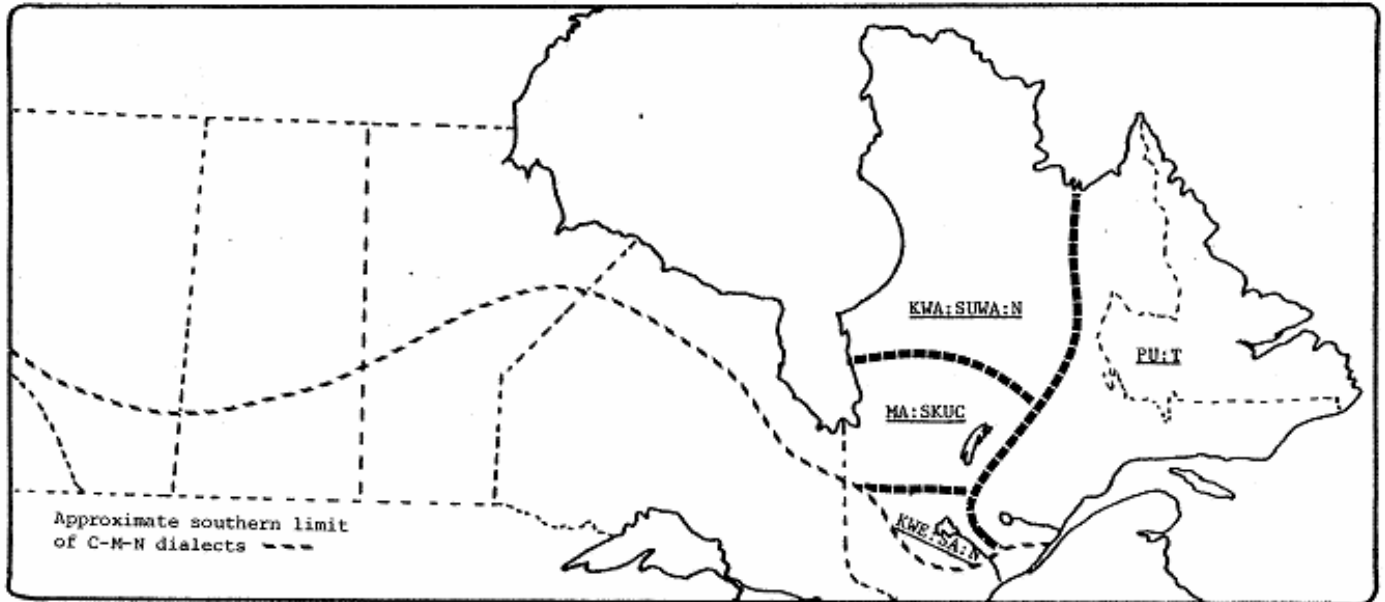 KWA:SUWA:N
PU:T
MA:SKUC
KWE:SA:N
Approximate southern limit
of C-M-N dialects